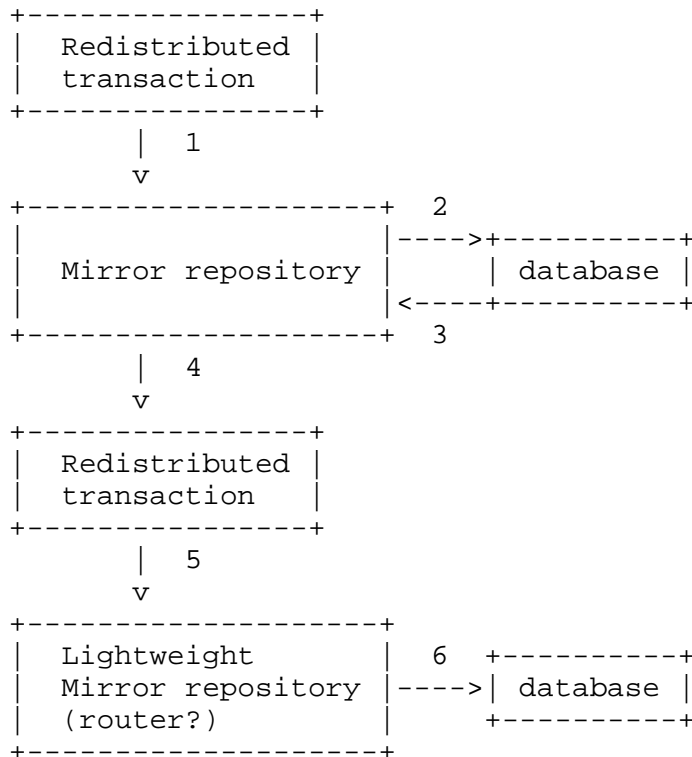 +----------------+
|  Redistributed |
|  transaction   |
+----------------+
       |  1
       v
+--------------------+  2
|                    |---->+----------+
|  Mirror repository |     | database |
|                    |<----+----------+
+--------------------+  3
       |  4
       v
+----------------+
|  Redistributed |
|  transaction   |
+----------------+
       |  5
       v
+--------------------+
|  Lightweight       |  6  +----------+
|  Mirror repository |---->| database |
|  (router?)         |     +----------+
+--------------------+